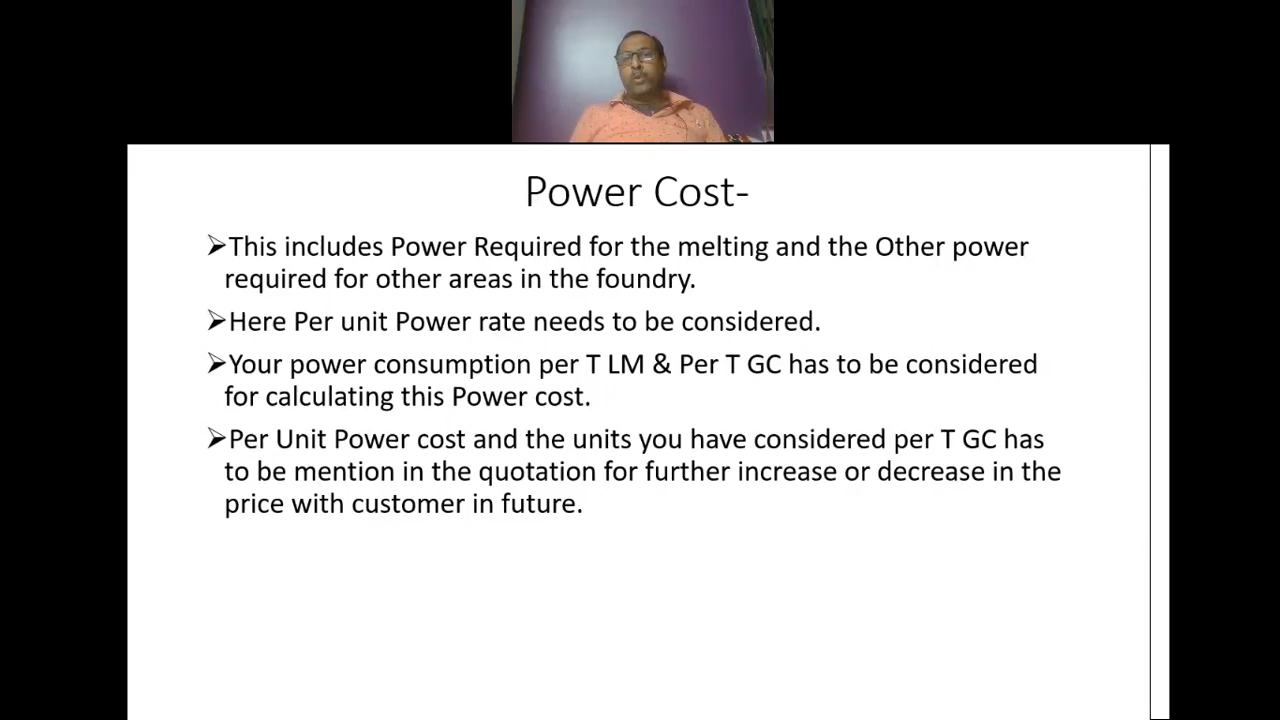 Power Cost-
➢This includes Power Required for the melting and the Other power
required for other areas in the foundry.
➢Here Per unit Power rate needs to be considered.
➢Your power consumption per T LM & Per T GC has to be considered
for calculating this Power cost.
➢Per Unit Power cost and the units you have considered per T GC has
to be mention in the quotation for further increase or decrease in the
price with customer in future.